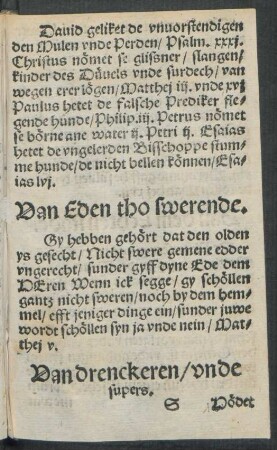 Dauid geliket de vnuorstendigen
den Mulen vnde Perden/ Psalm. xxxj.
Christus nömet se glißner/ slangen/
kinder des Düuels vnde surdech/ van
wegen erer lögen/ Matthej iij. vnde xvj
Paulus hetet de falsche Prediker fle-
gende hunde/ Philip. iij. Petrus nömet
se börne ane water ij. Petri ij. Esaias
hetet de vngelerden Bisschoppe stum-
me hunde/ de nicht bellen können/ Esa-
ias lvj.
Van Eden tho swerende.
Gy hebben gehört dat den olden
ys gesecht/ Nicht swere gemene edder
vngerecht/ sunder gyff dyne Ede dem
HEren Wenn ick segge/ gy schöllen
gantz nicht sweren/ noch by dem hem-
mel/ efft jeniger dinge ein/ sunder juwe
wordt schöllen syn ja vnde nein/ Mat-
thej v.
Van drenckeren/ vnde
supers.
S Vödet